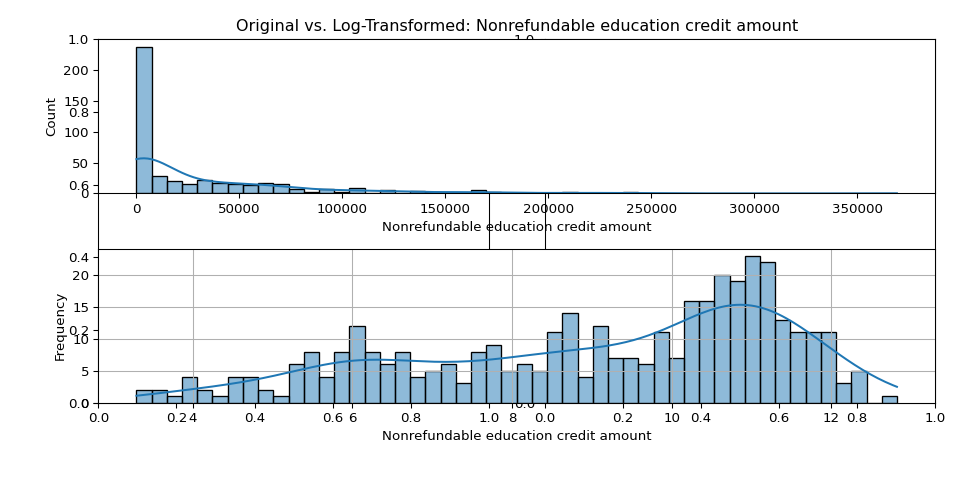 Original vs. Log-Transformed: Nonrefundable education credit amount
1.0
1.0
200
150
0.8
Count
100
50
0.6
0 50000 100000 150000 200000 250000 300000 350000
Nonrefundable education credit amount
0.4
20
15
Frequency
0.2
10
5
0.0
0.0
0.0 0.2 4 0.4 0.6 6 0.8 1.0 8 0.0 0.2 10 0.4 0.6 12 0.8 1.0
Nonrefundable education credit amount